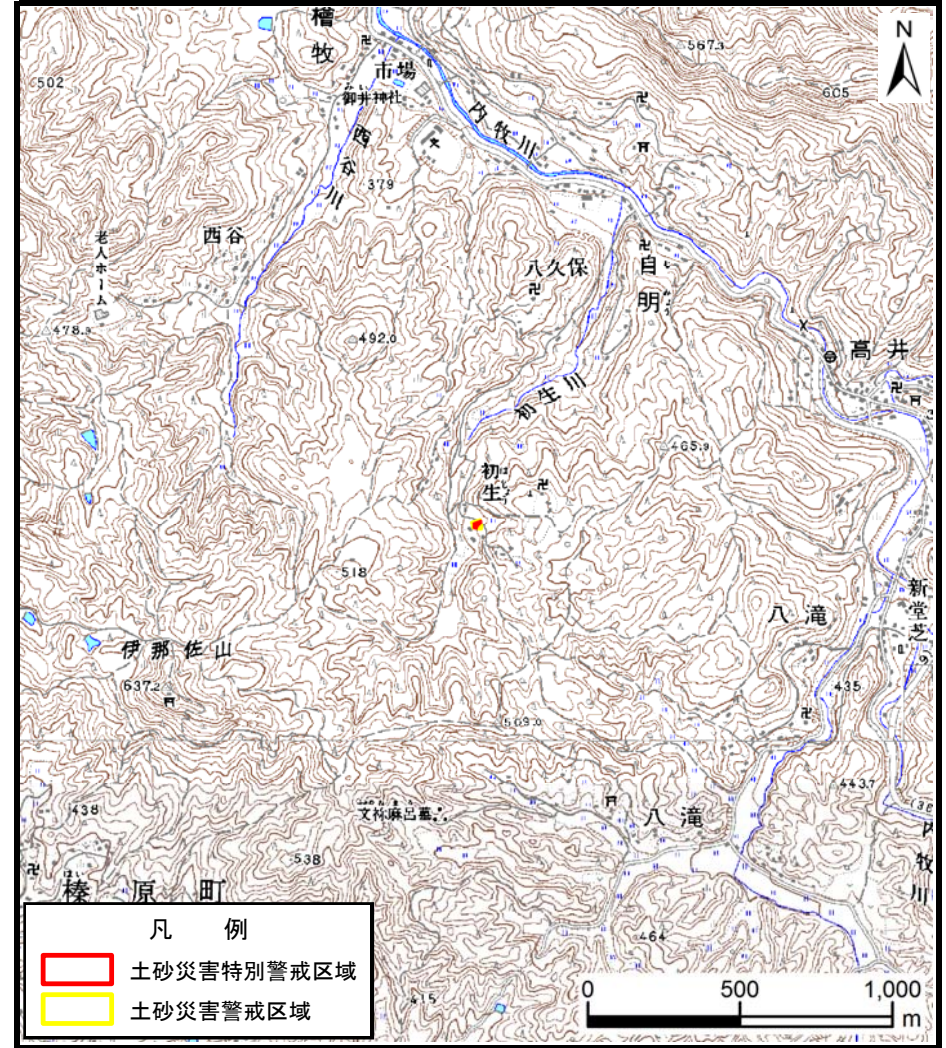 檜牧
N
567.3
502
市場
605
御井神社
内牧川
西谷川
379
西谷
八久保
自明
老人ホーム
478.3
492.0
高井
初生川
465.9
初生
518
新堂芝
八滝
伊那佐山
637.2
435
509.0
443.7
438
文祢麻呂墓
八滝
538
内牧川
榛原町
464
415
凡 例
土砂災害特別警戒区域
土砂災害警戒区域
0 500 1,000
m